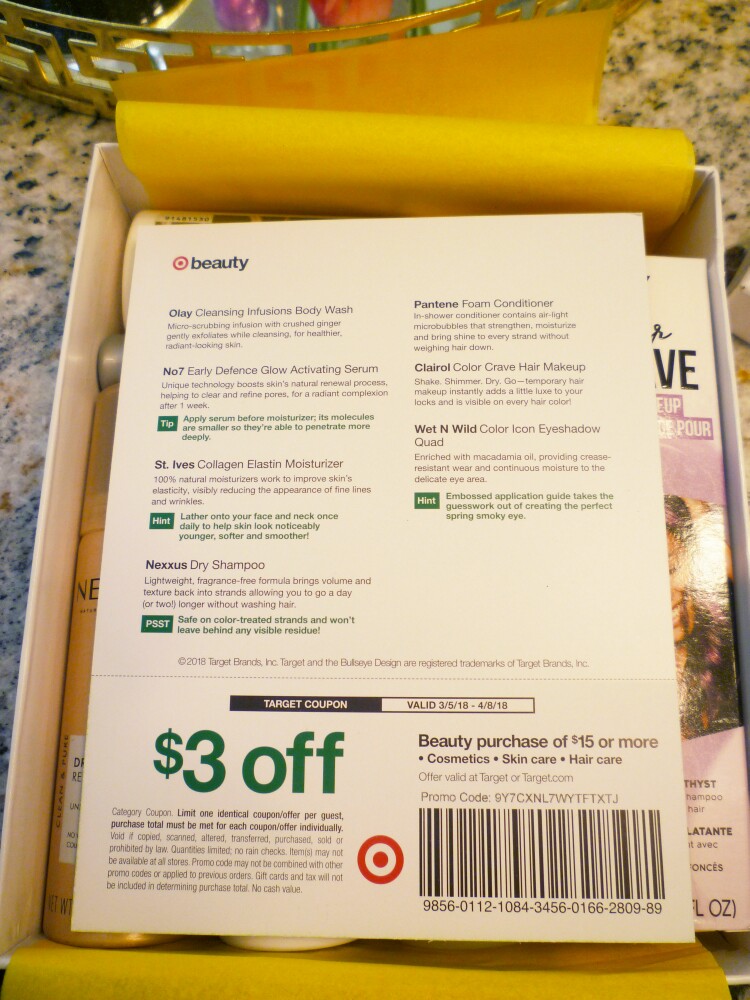 beauty
Olay Cleansing Infusions Body Wash
Micro-scrubbing infusion with crushed ginger
gently exfoliates while cleansing, for healthier,
radiant-looking skin.
No7 Early Defence Glow Activating Serum
Unique technology boosts skin's natural renewal process,
helping to clear and refine pores, for a radiant complexion
after 1 week.
Tip Apply serum before moisturizer; its molecules
are smaller so they're able to penetrate more
deeply.
St. Ives Collagen Elastin Moisturizer
100% natural moisturizers work to improve skin's
elasticity, visibly reducing the appearance of fine lines
and wrinkles.
Hint Lather onto your face and neck once
daily to help skin look noticeably
younger, softer and smoother!
Nexxus Dry Shampoo
Lightweight, fragrance-free formula brings volume and
texture back into strands allowing you to go a day
(or two!) longer without washing hair.
PSST Safe on color-treated strands and won't
leave behind any visible residue!
Pantene Foam Conditioner
In-shower conditioner contains air-light
microbubbles that strengthen, moisturize
and bring shine to every strand without
weighing hair down.
Clairol Color Crave Hair Makeup
Shake. Shimmer. Dry. Go—temporary hair
makeup instantly adds a little luxe to your
locks and is visible on every hair color!
Wet N Wild Color Icon Eyeshadow
Quad
Enriched with macadamia oil, providing crease-
resistant wear and continuous moisture to the
delicate eye area.
Hint Embossed application guide takes the
guesswork out of creating the perfect
spring smoky eye.
©2018 Target Brands, Inc. Target and the Bullseye Design are registered trademarks of Target Brands, Inc.
TARGET COUPON VALID 3/5/18 - 4/8/18
$3 off
Category Coupon. Limit one identical coupon/offer per guest,
purchase total must be met for each coupon/offer individually.
Void if copied, scanned, altered, transferred, purchased, sold or
prohibited by law. Quantities limited; no rain checks. Item(s) may not
be available at all stores. Promo code may not be combined with other
promo codes or applied to previous orders. Gift cards and tax will not
be included in determining purchase total. No cash value.
Beauty purchase of $15 or more
• Cosmetics • Skin care • Hair care
Offer valid at Target or Target.com
Promo Code: 9Y7CXNL7WYTFTXTJ
9856-0112-1084-3456-0166-2809-89
NE
CLEAN & PURE
NET WT
VE
EUP
POUR
THYST
hampoo
hair
LATANTE
t avec
FONCÉS
FL OZ)